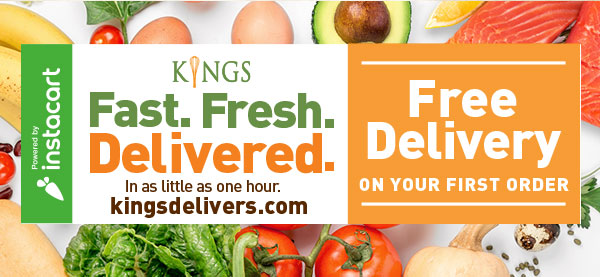 Powered by
instacart
KINGS
Fast. Fresh.
Delivered.
In as little as one hour.
kingsdelivers.com
Free
Delivery
ON YOUR FIRST ORDER